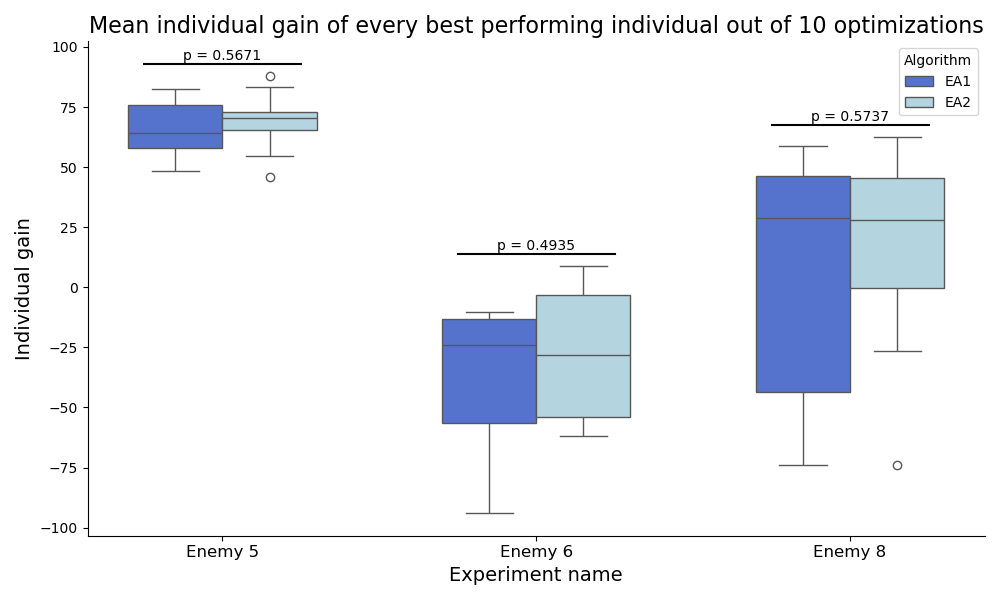 Mean individual gain of every best performing individual out of 10 optimizations
100
75
50
25
0
−25
−50
−75
−100
Individual gain
p = 0.5671
p = 0.4935
p = 0.5737
Algorithm
EA1
EA2
Enemy 5
Enemy 6
Enemy 8
Experiment name